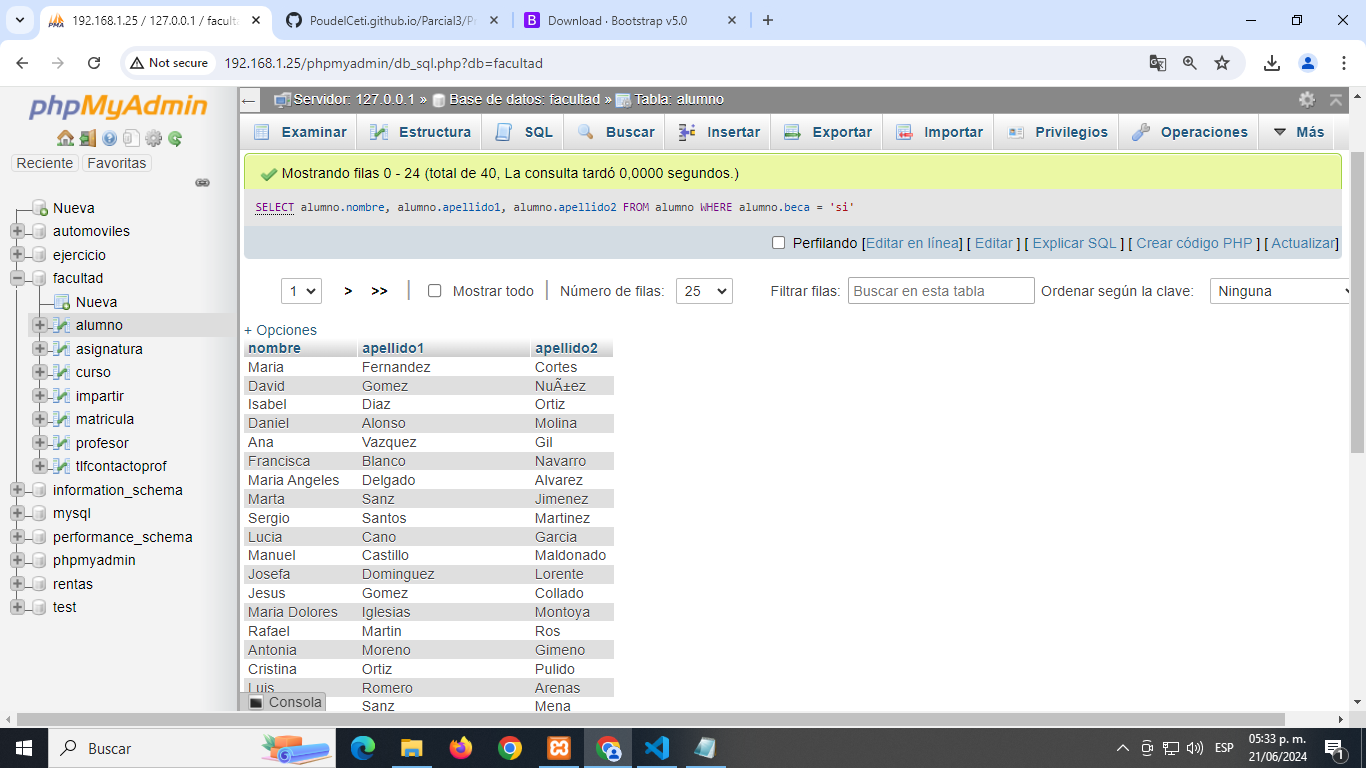 192.168.1.25 / 127.0.0.1 / faculta
PoudelCeti.github.io/Parcial3/P
Download · Bootstrap v5.0
Not secure
192.168.1.25/phpmyadmin/db_sql.php?db=facultad
phpMyAdmin
Reciente Favoritas
Nueva
automoviles
ejercicio
facultad
Nueva
alumno
asignatura
curso
impartir
matricula
profesor
tlfcontactoprof
information_schema
mysql
performance_schema
phpmyadmin
rentas
test
Servidor: 127.0.0.1 » Base de datos: facultad » Tabla: alumno
Examinar Estructura SQL Buscar Insertar Exportar Importar Privilegios Operaciones Más
Mostrando filas 0 - 24 (total de 40, La consulta tardó 0,0000 segundos.)
SELECT alumno.nombre, alumno.apellido1, alumno.apellido2 FROM alumno WHERE alumno.beca = 'si'
Perfilando [Editar en línea] [ Editar ] [ Explicar SQL ] [ Crear código PHP ] [ Actualizar]
1 > >> Mostrar todo Número de filas: 25 Filtrar filas: Buscar en esta tabla Ordenar según la clave: Ninguna
+ Opciones
nombre apellido1 apellido2
Maria Fernandez Cortes
David Gomez NuÃ±ez
Isabel Diaz Ortiz
Daniel Alonso Molina
Ana Vazquez Gil
Francisca Blanco Navarro
Maria Angeles Delgado Alvarez
Marta Sanz Jimenez
Sergio Santos Martinez
Lucia Cano Garcia
Manuel Castillo Maldonado
Josefa Dominguez Lorente
Jesus Gomez Collado
Maria Dolores Iglesias Montoya
Rafael Martin Ros
Antonia Moreno Gimeno
Cristina Ortiz Pulido
Luis Romero Arenas
Sanz Mena
Consola
Buscar
ESP
05:33 p. m.
21/06/2024
1